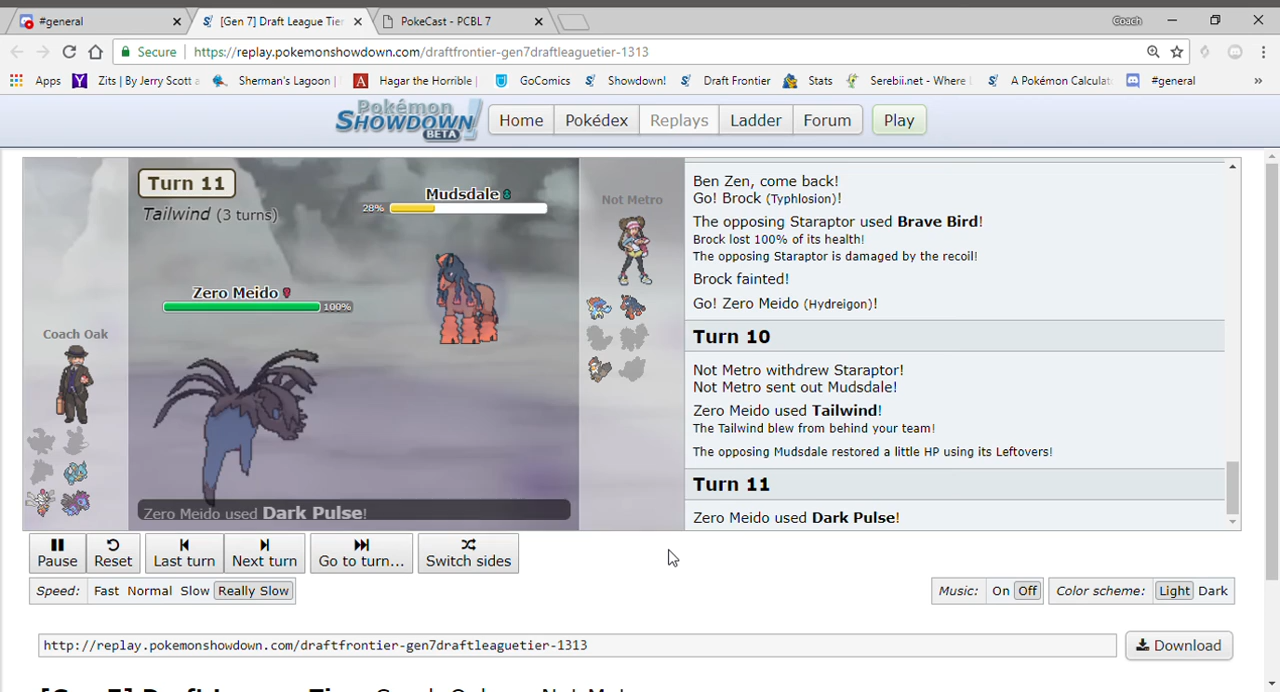 #general
[Gen 7] Draft League Tier
PokeCast - PCBL 7
Coach
Secure
https://replay.pokemonshowdown.com/draftfrontier-gen7draftleaguetier-1313
Apps
Zits | By Jerry Scott a
Sherman's Lagoon |
Hagar the Horrible |
GoComics
Showdown!
Draft Frontier
Stats
Serebii.net - Where L
A Pokémon Calculat
#general
»
Pokémon
SHOWDOWN!
BETA
Home
Pokédex
Replays
Ladder
Forum
Play
Turn 11
Tailwind (3 turns)
Mudsdale
28%
Zero Meido
100%
Coach Oak
Not Metro
Zero Meido used Dark Pulse!
Ben Zen, come back!
Go! Brock (Typhlosion)!
The opposing Staraptor used Brave Bird!
Brock lost 100% of its health!
The opposing Staraptor is damaged by the recoil!
Brock fainted!
Go! Zero Meido (Hydreigon)!
Turn 10
Not Metro withdrew Staraptor!
Not Metro sent out Mudsdale!
Zero Meido used Tailwind!
The Tailwind blew from behind your team!
The opposing Mudsdale restored a little HP using its Leftovers!
Turn 11
Zero Meido used Dark Pulse!
Pause
Reset
Last turn
Next turn
Go to turn...
Switch sides
Speed: Fast Normal Slow Really Slow
Music: On Off
Color scheme: Light Dark
http://replay.pokemonshowdown.com/draftfrontier-gen7draftleaguetier-1313
Download